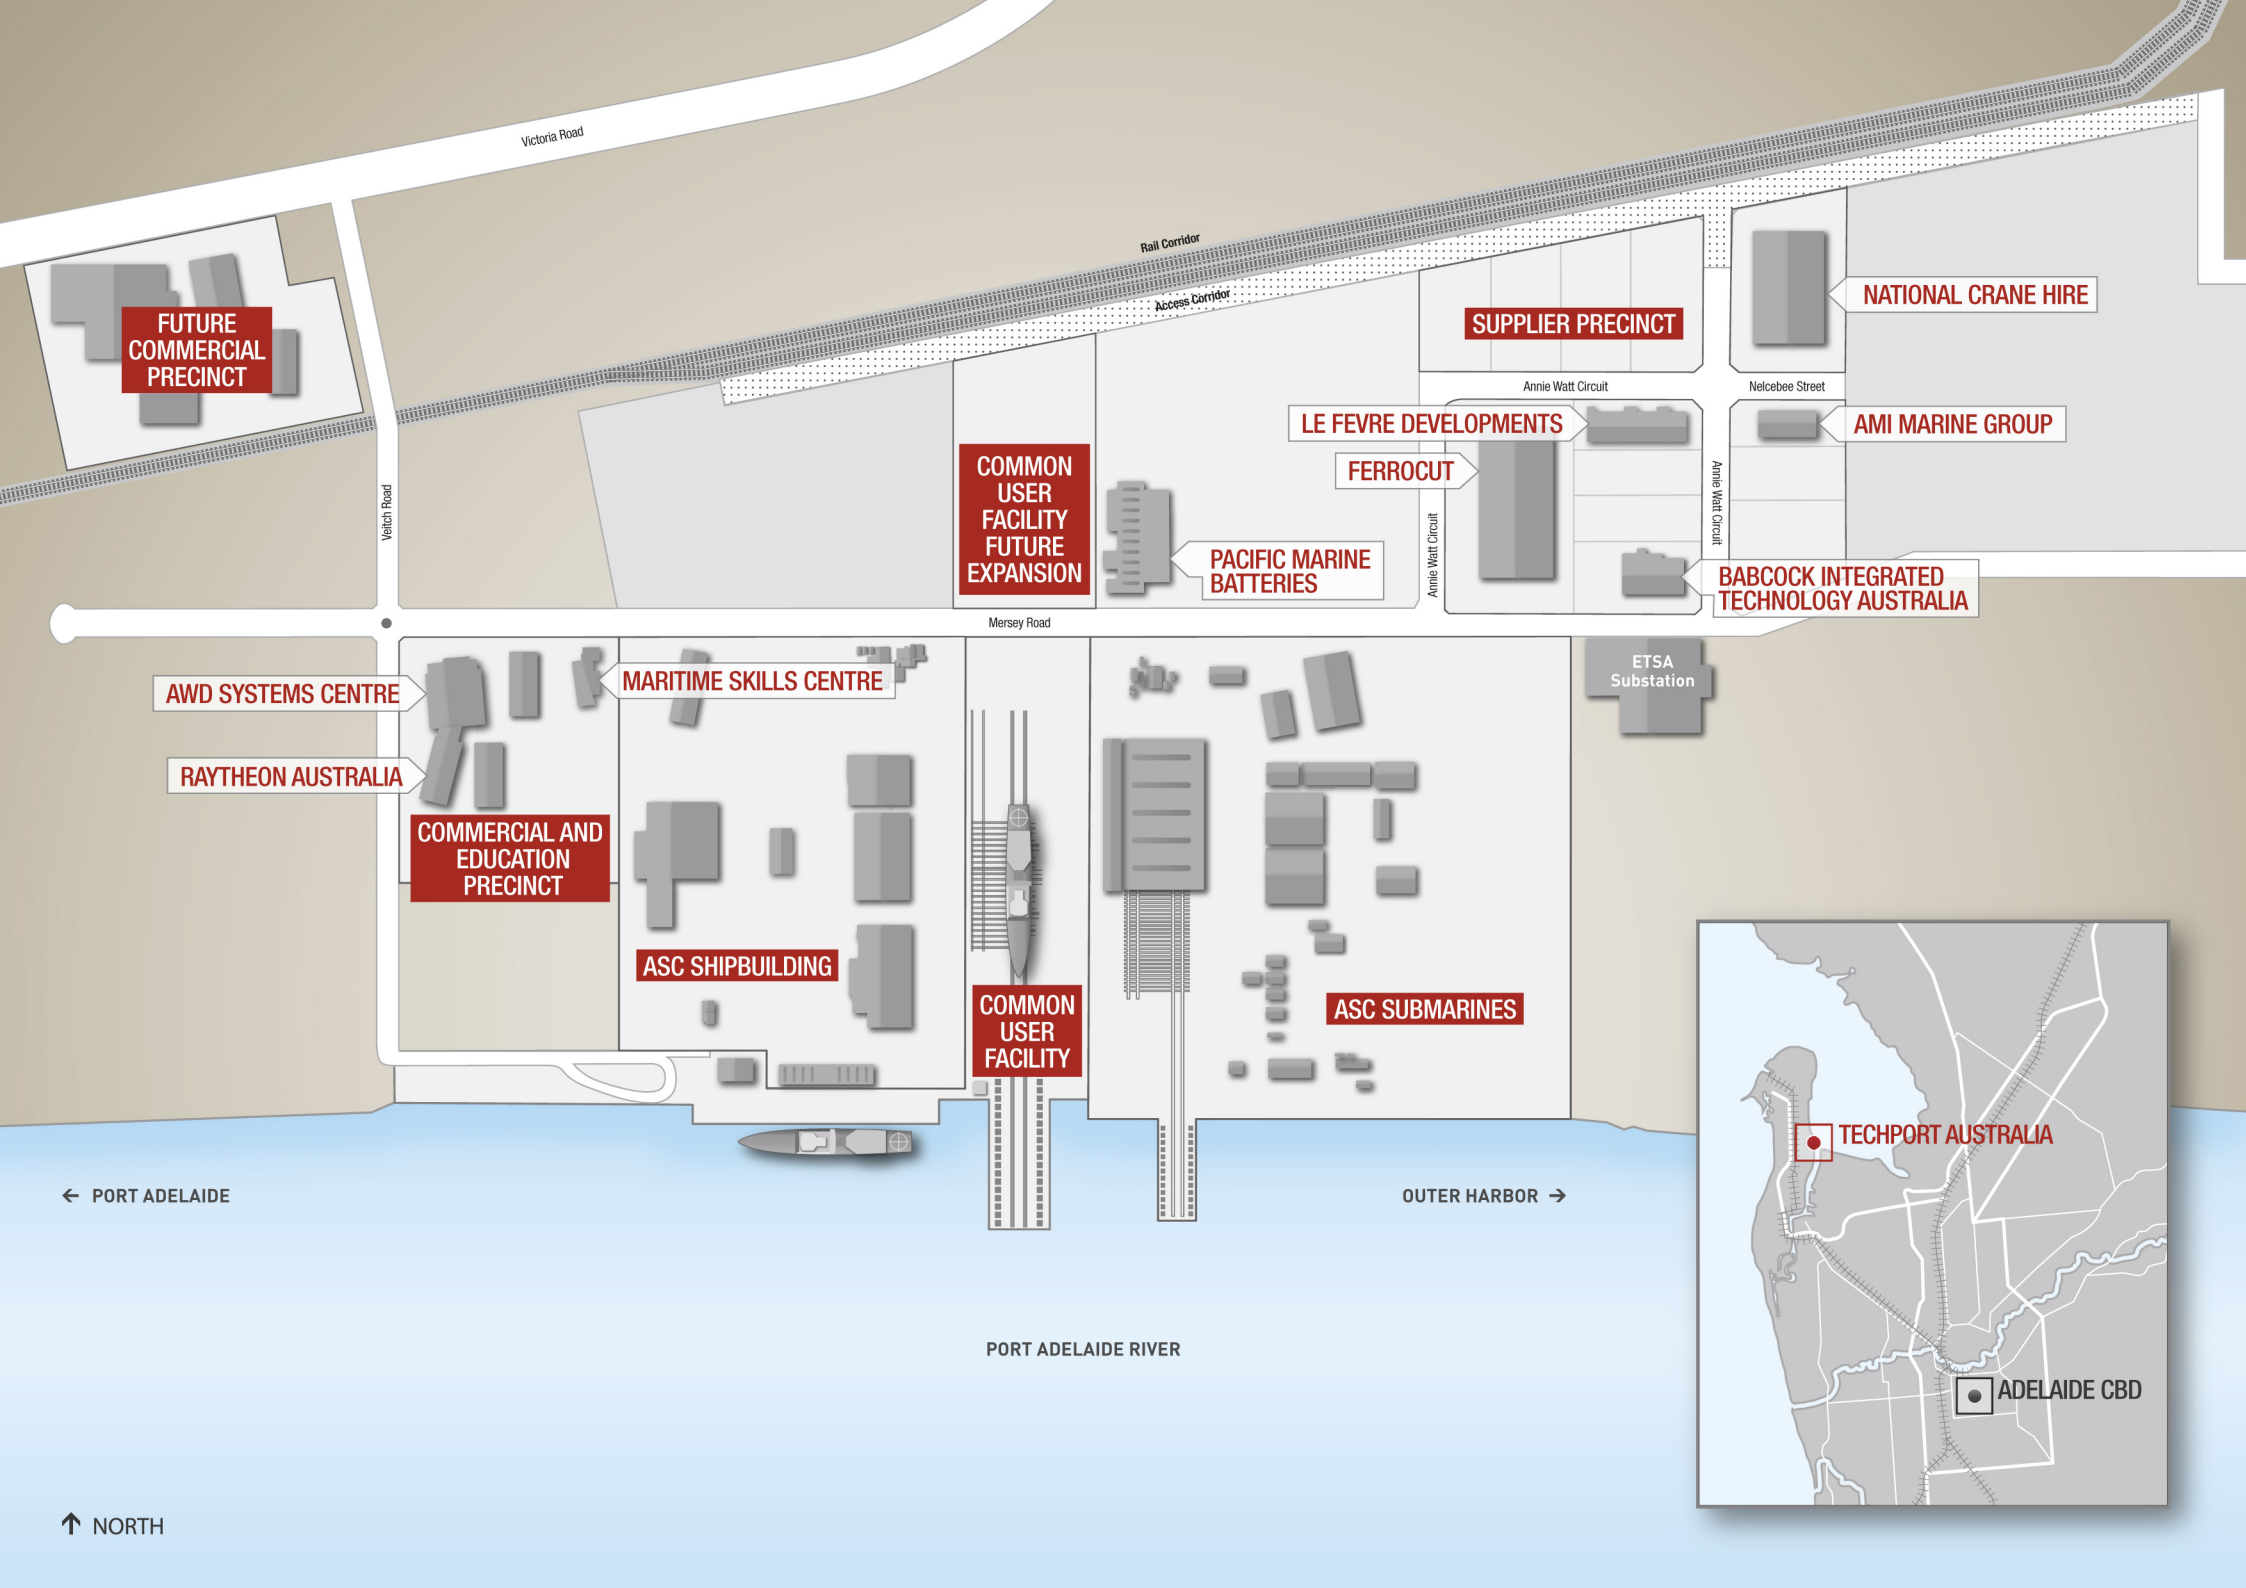 Victoria Road
Rail Corridor
Access Corridor
FUTURE
COMMERCIAL
PRECINCT
SUPPLIER PRECINCT
NATIONAL CRANE HIRE
Annie Watt Circuit
Nelcebee Street
LE FEVRE DEVELOPMENTS
AMI MARINE GROUP
FERROCUT
COMMON
USER
FACILITY
FUTURE
EXPANSION
Veitch Road
Annie Watt Circuit
Annie Watt Circuit
PACIFIC MARINE
BATTERIES
BABCOCK INTEGRATED
TECHNOLOGY AUSTRALIA
Mersey Road
ETSA
Substation
AWD SYSTEMS CENTRE
MARITIME SKILLS CENTRE
RAYTHEON AUSTRALIA
COMMERCIAL AND
EDUCATION
PRECINCT
ASC SHIPBUILDING
COMMON
USER
FACILITY
ASC SUBMARINES
TECHPORT AUSTRALIA
← PORT ADELAIDE
OUTER HARBOR →
PORT ADELAIDE RIVER
ADELAIDE CBD
↑ NORTH